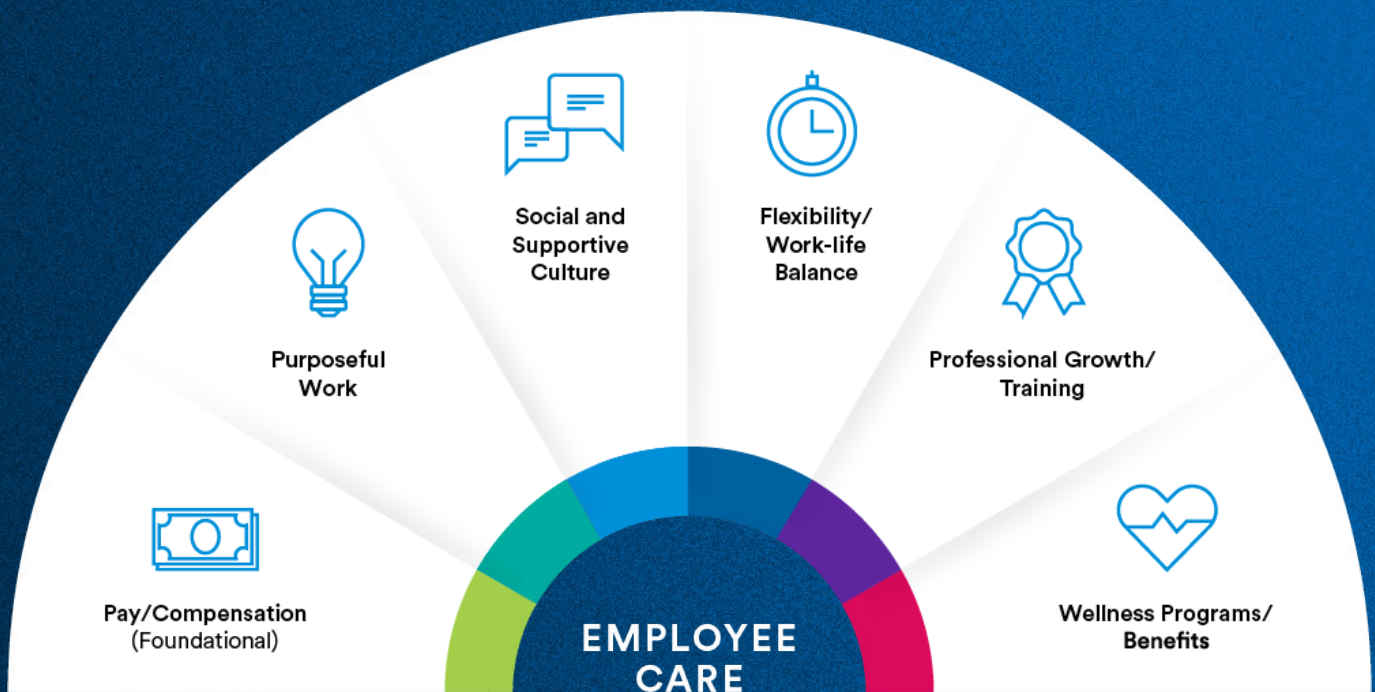 Social and
Supportive
Culture
Flexibility/
Work-life
Balance
Purposeful
Work
Professional Growth/
Training
Pay/Compensation
(Foundational)
Wellness Programs/
Benefits
EMPLOYEE
CARE